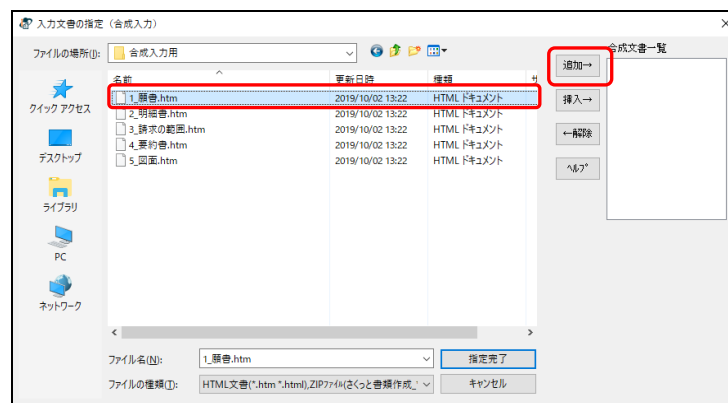 入力文書の指定（合成入力）
ファイルの場所(I): 合成入力用
合成文書一覧
追加→
挿入→
←解除
ﾍﾙﾌﾟ
クイック アクセス
デスクトップ
ライブラリ
PC
ネットワーク
名前 更新日時 種類
1_願書.htm 2019/10/02 13:22 HTML ドキュメント
2_明細書.htm 2019/10/02 13:22 HTML ドキュメント
3_請求の範囲.htm 2019/10/02 13:22 HTML ドキュメント
4_要約書.htm 2019/10/02 13:22 HTML ドキュメント
5_図面.htm 2019/10/02 13:22 HTML ドキュメント
ファイル名(N): 1_願書.htm 指定完了
ファイルの種類(T): HTML文書(*.htm *.html),ZIPﾌｧｲﾙ(さくっと書類作成_ キャンセル